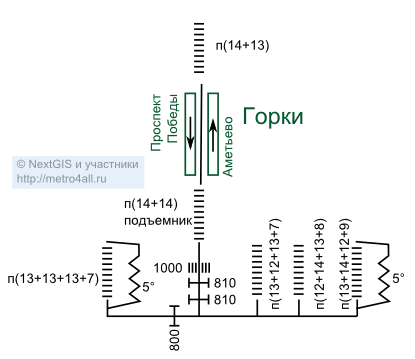 п(14+13)
Проспект
Победы
Аметьево
Горки
© NextGIS и участники
http://metro4all.ru
п(14+14)
подъемник
п(13+13+13+7)
5°
1000
810
810
800
п(13+12+13+7)
п(12+14+13+8)
п(13+14+12+9)
5°